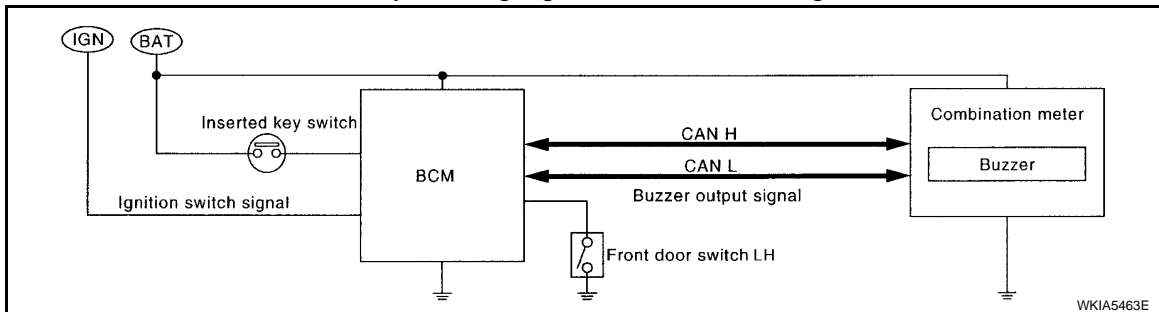 IGN
BAT
Inserted key switch
Ignition switch signal
BCM
CAN H
CAN L
Buzzer output signal
Front door switch LH
Combination meter
Buzzer
WKIA5463E